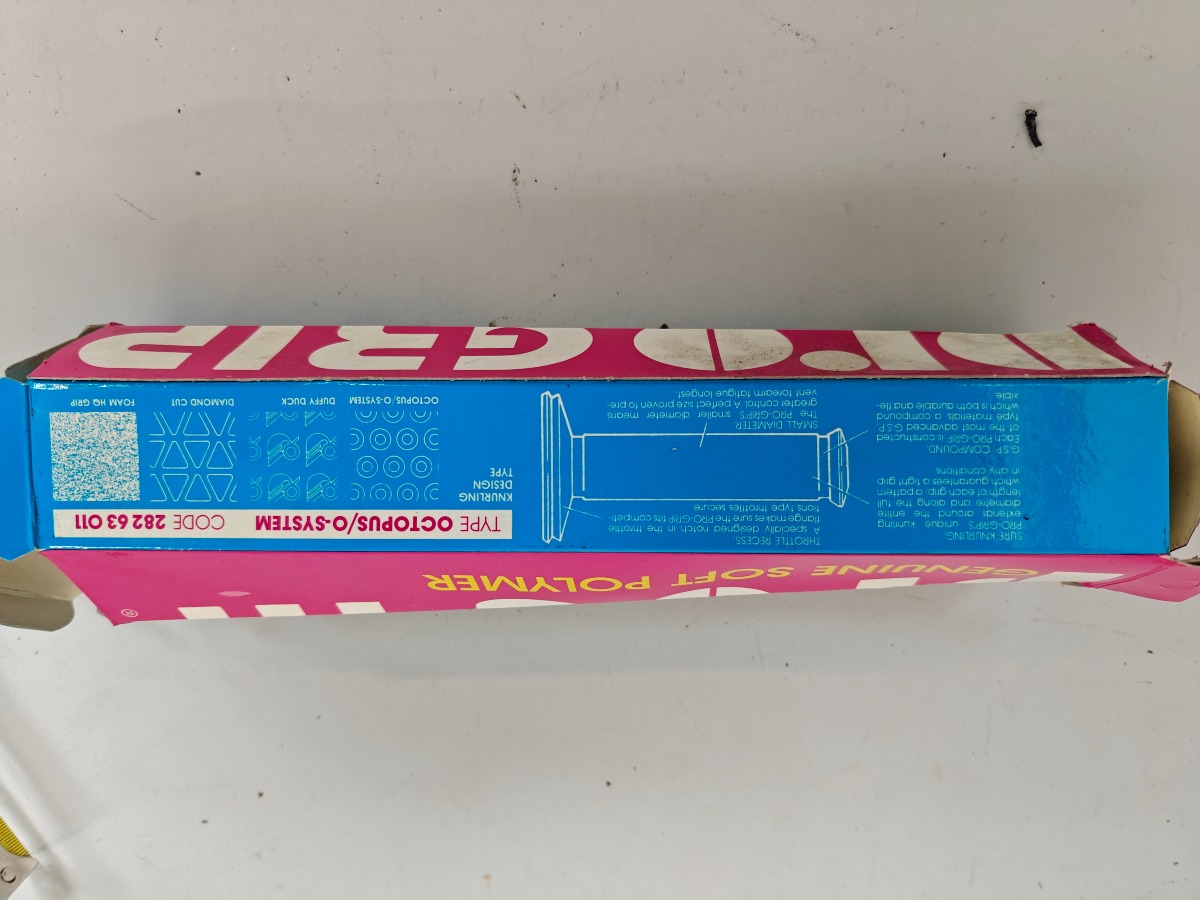 GENUINE SOFT POLYMER
®
SURE KNURLING.
PRO-GRIP'S unique kurining
extends around the entire
diametre and along the full
length of each grip, a pattern
which guarantees a tight grip
in any conditions
G.S.P. COMPOUND.
Each PRO-GRIP is constructed
of the most advanced G.S.P
type materials a compound
which both durable and fle-
xible
THROTTLE RECESS.
A specially designed notch in the throttle
flange makes sure the PRO-GRIP fits competi-
tions type throttles secure
SMALL DIAMETER
The PRO-GRIP'S smaller diameter means
greater control. A perfect size proven to pre-
vent forearm fatigue longest
TYPE OCTOPUS/O-SYSTEM CODE 282 63 011
KNURLING
DESIGN
TYPE
OCTOPUS/O-SYSTEM
DUFFY DUCK
DIAMOND CUT
FOAM HQ GRIP
PRO GRIP